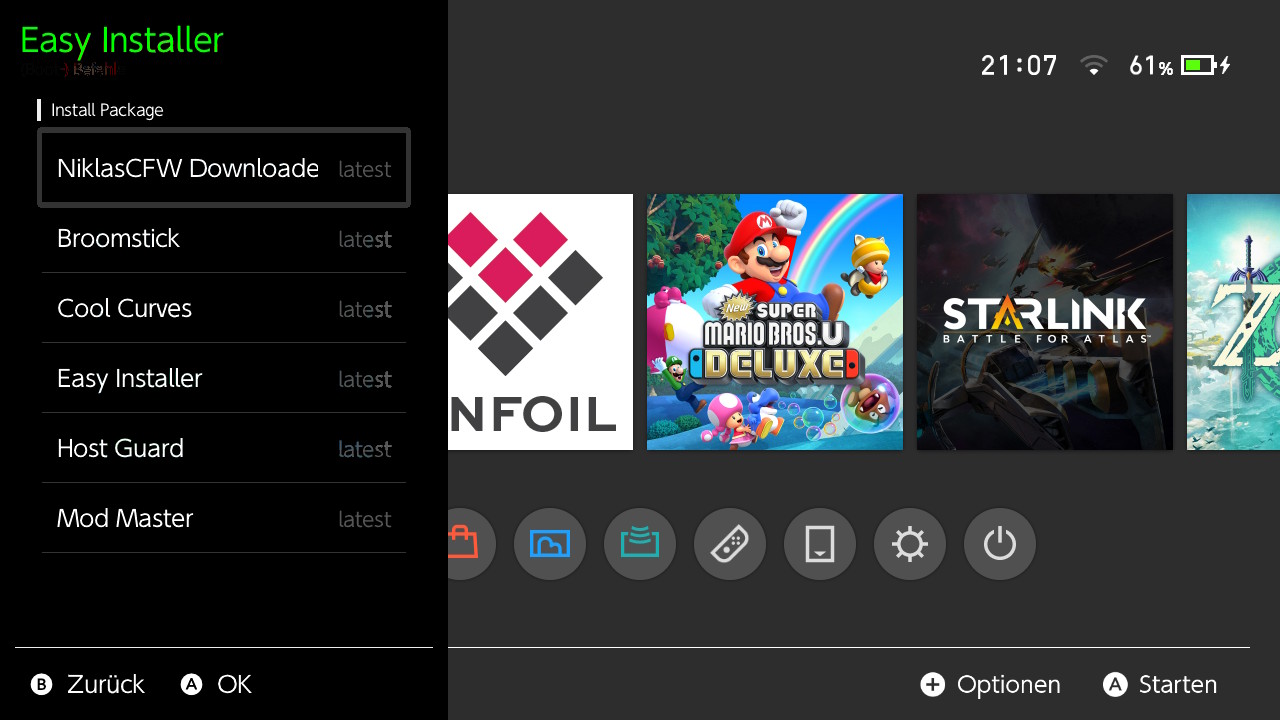 Easy Installer
Install Package
NiklasCFW Downloade latest
Broomstick latest
Cool Curves latest
Easy Installer latest
Host Guard latest
Mod Master latest
B Zurück A OK
21:07 61%
NFOIL
New
SUPER
MARIO BROS.U
DELUXE
STARLINK
BATTLE FOR ATLAS
Z
+ Optionen A Starten